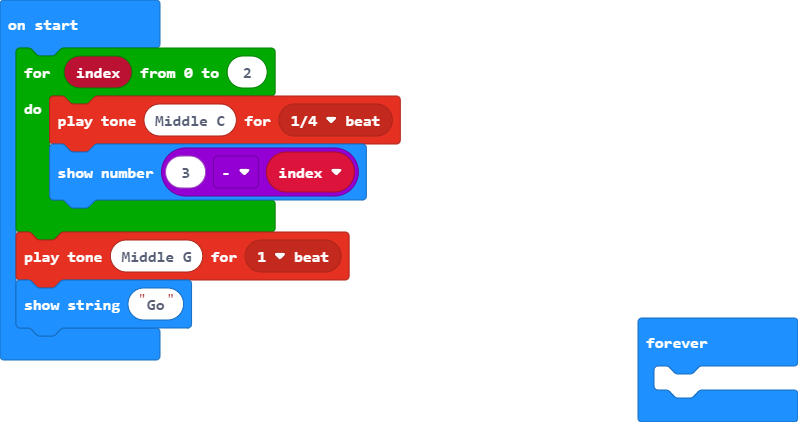 on start
for index from 0 to 2
do
play tone Middle C for 1/4 beat
show number 3 - index
play tone Middle G for 1 beat
show string "Go"
forever